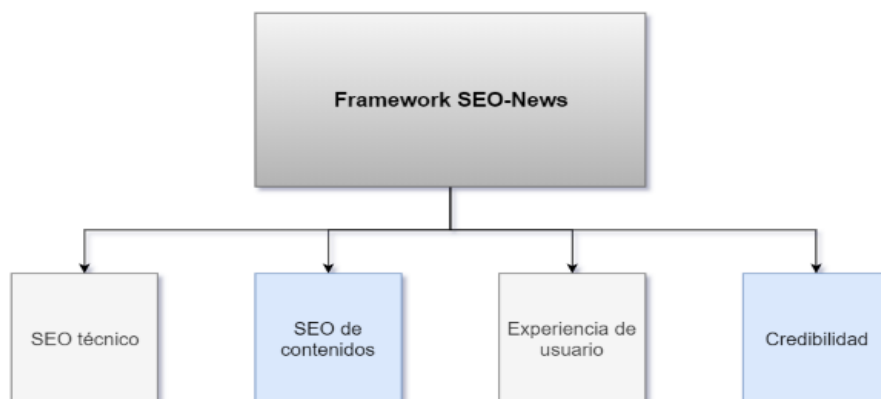 Framework SEO-News
SEO técnico
SEO de
contenidos
Experiencia de
usuario
Credibilidad